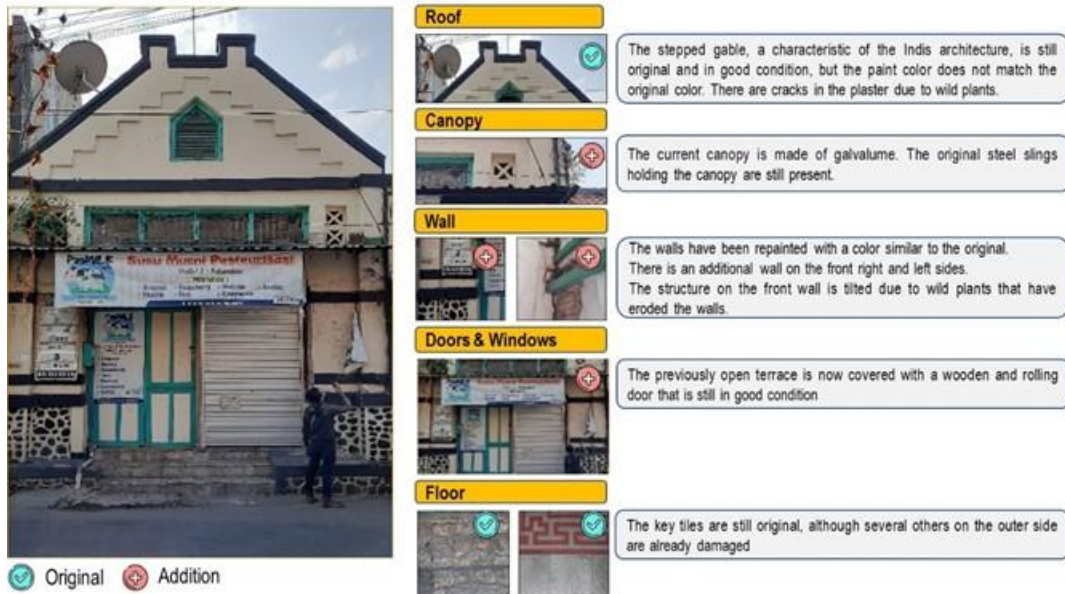 Roof
The stepped gable, a characteristic of the Indis architecture, is still
original and in good condition, but the paint color does not match the
original color. There are cracks in the plaster due to wild plants.
Canopy
The current canopy is made of galvalume. The original steel slings
holding the canopy are still present.
Wall
The walls have been repainted with a color similar to the original.
There is an additional wall on the front right and left sides.
The structure on the front wall is tilted due to wild plants that have
eroded the walls.
Doors & Windows
The previously open terrace is now covered with a wooden and rolling
door that is still in good condition
Floor
The key tiles are still original, although several others on the outer side
are already damaged
Susu Murni Pasteurisasi
Original
Addition